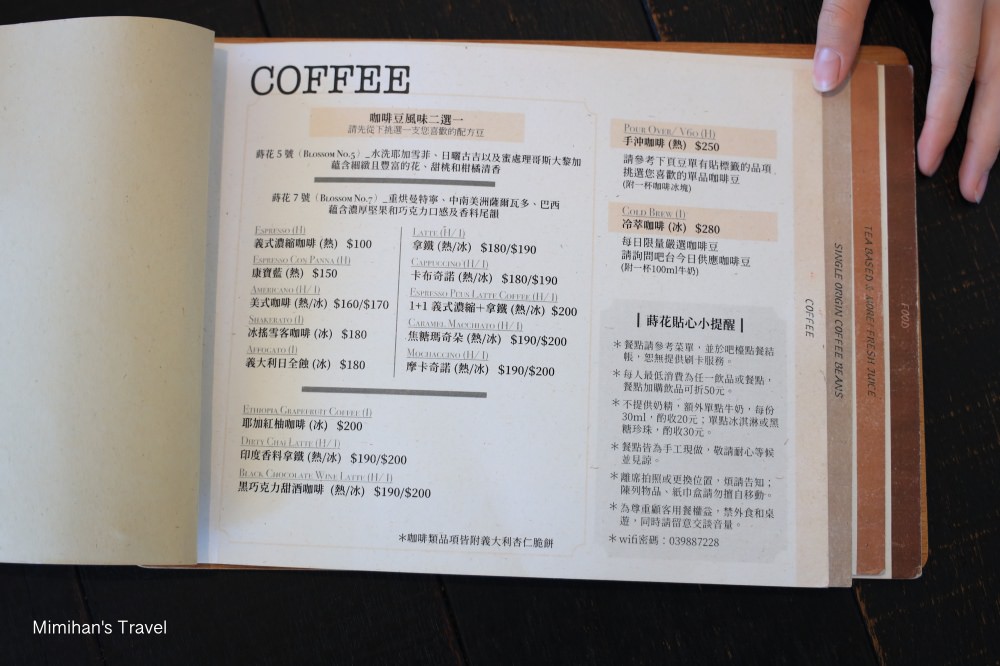 COFFEE
咖啡豆風味二選一
請先從下挑選一支您喜歡的配方豆
蒔花 5 號（Blossom No.5）_水洗耶加雪菲、日曬古吉以及蜜處理哥斯大黎加
蘊含細緻且豐富的花、甜桃和柑橘清香
蒔花 7 號（Blossom No.7）_重烘曼特寧、中南美洲薩爾瓦多、巴西
蘊含濃厚堅果和巧克力口感及香料尾韻
Espresso (H)
義式濃縮咖啡 (熱) $100
Espresso Con Panna (H)
康寶藍 (熱) $150
Americano (H/ I)
美式咖啡 (熱/冰) $160/$170
Shakerato (I)
冰搖雪客咖啡 (冰) $180
Affogato (I)
義大利日全蝕 (冰) $180
Latte (H/ I)
拿鐵 (熱/冰) $180/$190
Cappuccino (H/ I)
卡布奇諾 (熱/冰) $180/$190
Espresso Plus Latte Coffee (H/ I)
1+1 義式濃縮+拿鐵 (熱/冰) $200
Caramel Macchiato (H/ I)
焦糖瑪奇朵 (熱/冰) $190/$200
Mochaccino (H/ I)
摩卡奇諾 (熱/冰) $190/$200
Ethiopia Grapefruit Coffee (I)
耶加紅柚咖啡 (冰) $200
Dirty Chai Latte (H/ I)
印度香料拿鐵 (熱/冰) $190/$200
Black Chocolate Wine Latte (H/ I)
黑巧克力甜酒咖啡 (熱/冰) $190/$200
＊咖啡類品項皆附義大利杏仁脆餅
Pour Over/ V60 (H)
手沖咖啡 (熱) $250
請參考下頁豆單有貼標籤的品項
挑選您喜歡的單品咖啡豆
(附一杯咖啡冰塊)
Cold Brew (I)
冷萃咖啡 (冰) $280
每日限量嚴選咖啡豆
請詢問吧台今日供應咖啡豆
(附一杯100ml牛奶)
| 蒔花貼心小提醒 |
＊餐點請參考菜單，並於吧檯點餐結
帳，恕無提供刷卡服務。
＊每人最低消費為任一飲品或餐點，
餐點加購飲品可折50元。
＊不提供奶精，額外單點牛奶，每份
30ml，酌收20元；單點冰淇淋或黑
糖珍珠，酌收30元。
＊餐點皆為手工現做，敬請耐心等候
並見諒。
＊離席拍照或更換位置，煩請告知；
陳列物品、紙巾盒請勿擅自移動。
＊為尊重顧客用餐權益，禁外食和桌
遊，同時請留意交談音量。
＊wifi密碼：039887228
COFFEE
SINGLE ORIGIN COFFEE BEANS
TEA BASED & MORE / FRESH JUICE
FOOD
Mimihan's Travel